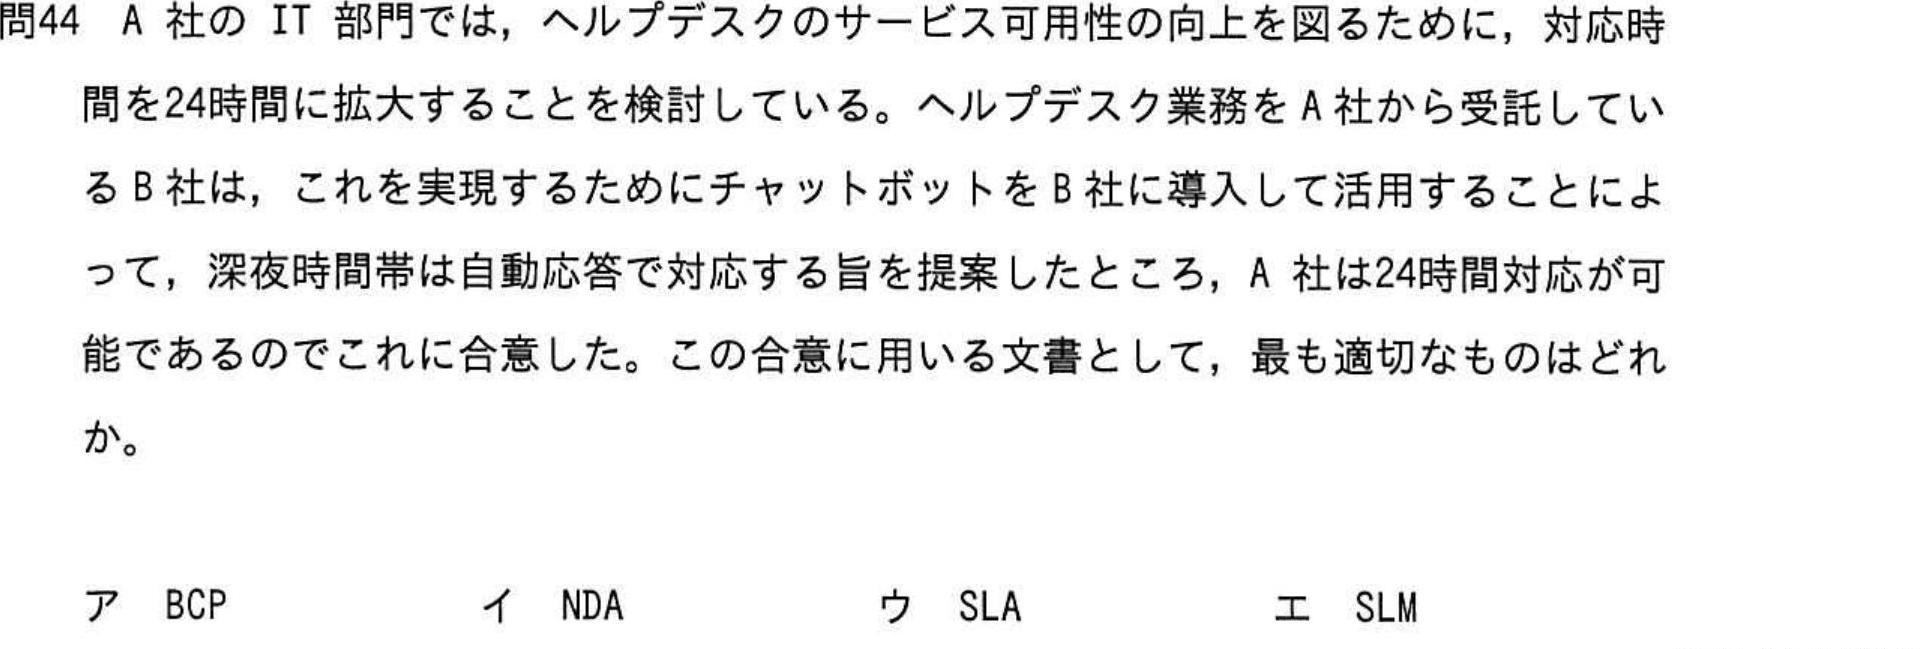 問44 A 社の IT 部門では，ヘルプデスクのサービス可用性の向上を図るために，対応時
間を24時間に拡大することを検討している。ヘルプデスク業務を A 社から受託してい
る B 社は，これを実現するためにチャットボットを B 社に導入して活用することによ
って，深夜時間帯は自動応答で対応する旨を提案したところ，A 社は24時間対応が可
能であるのでこれに合意した。この合意に用いる文書として，最も適切なものはどれ
か。
ア BCP イ NDA ウ SLA エ SLM